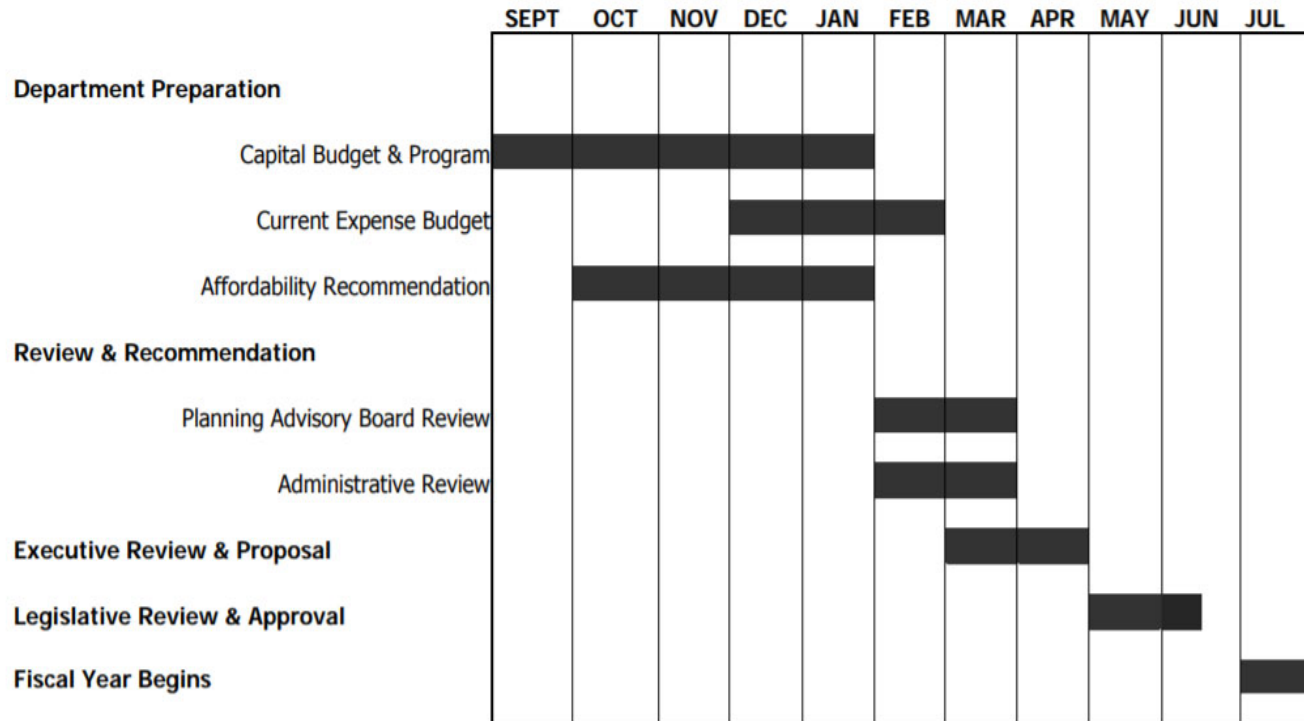 SEPT OCT NOV DEC JAN FEB MAR APR MAY JUN JUL
Department Preparation
Capital Budget & Program
Current Expense Budget
Affordability Recommendation
Review & Recommendation
Planning Advisory Board Review
Administrative Review
Executive Review & Proposal
Legislative Review & Approval
Fiscal Year Begins